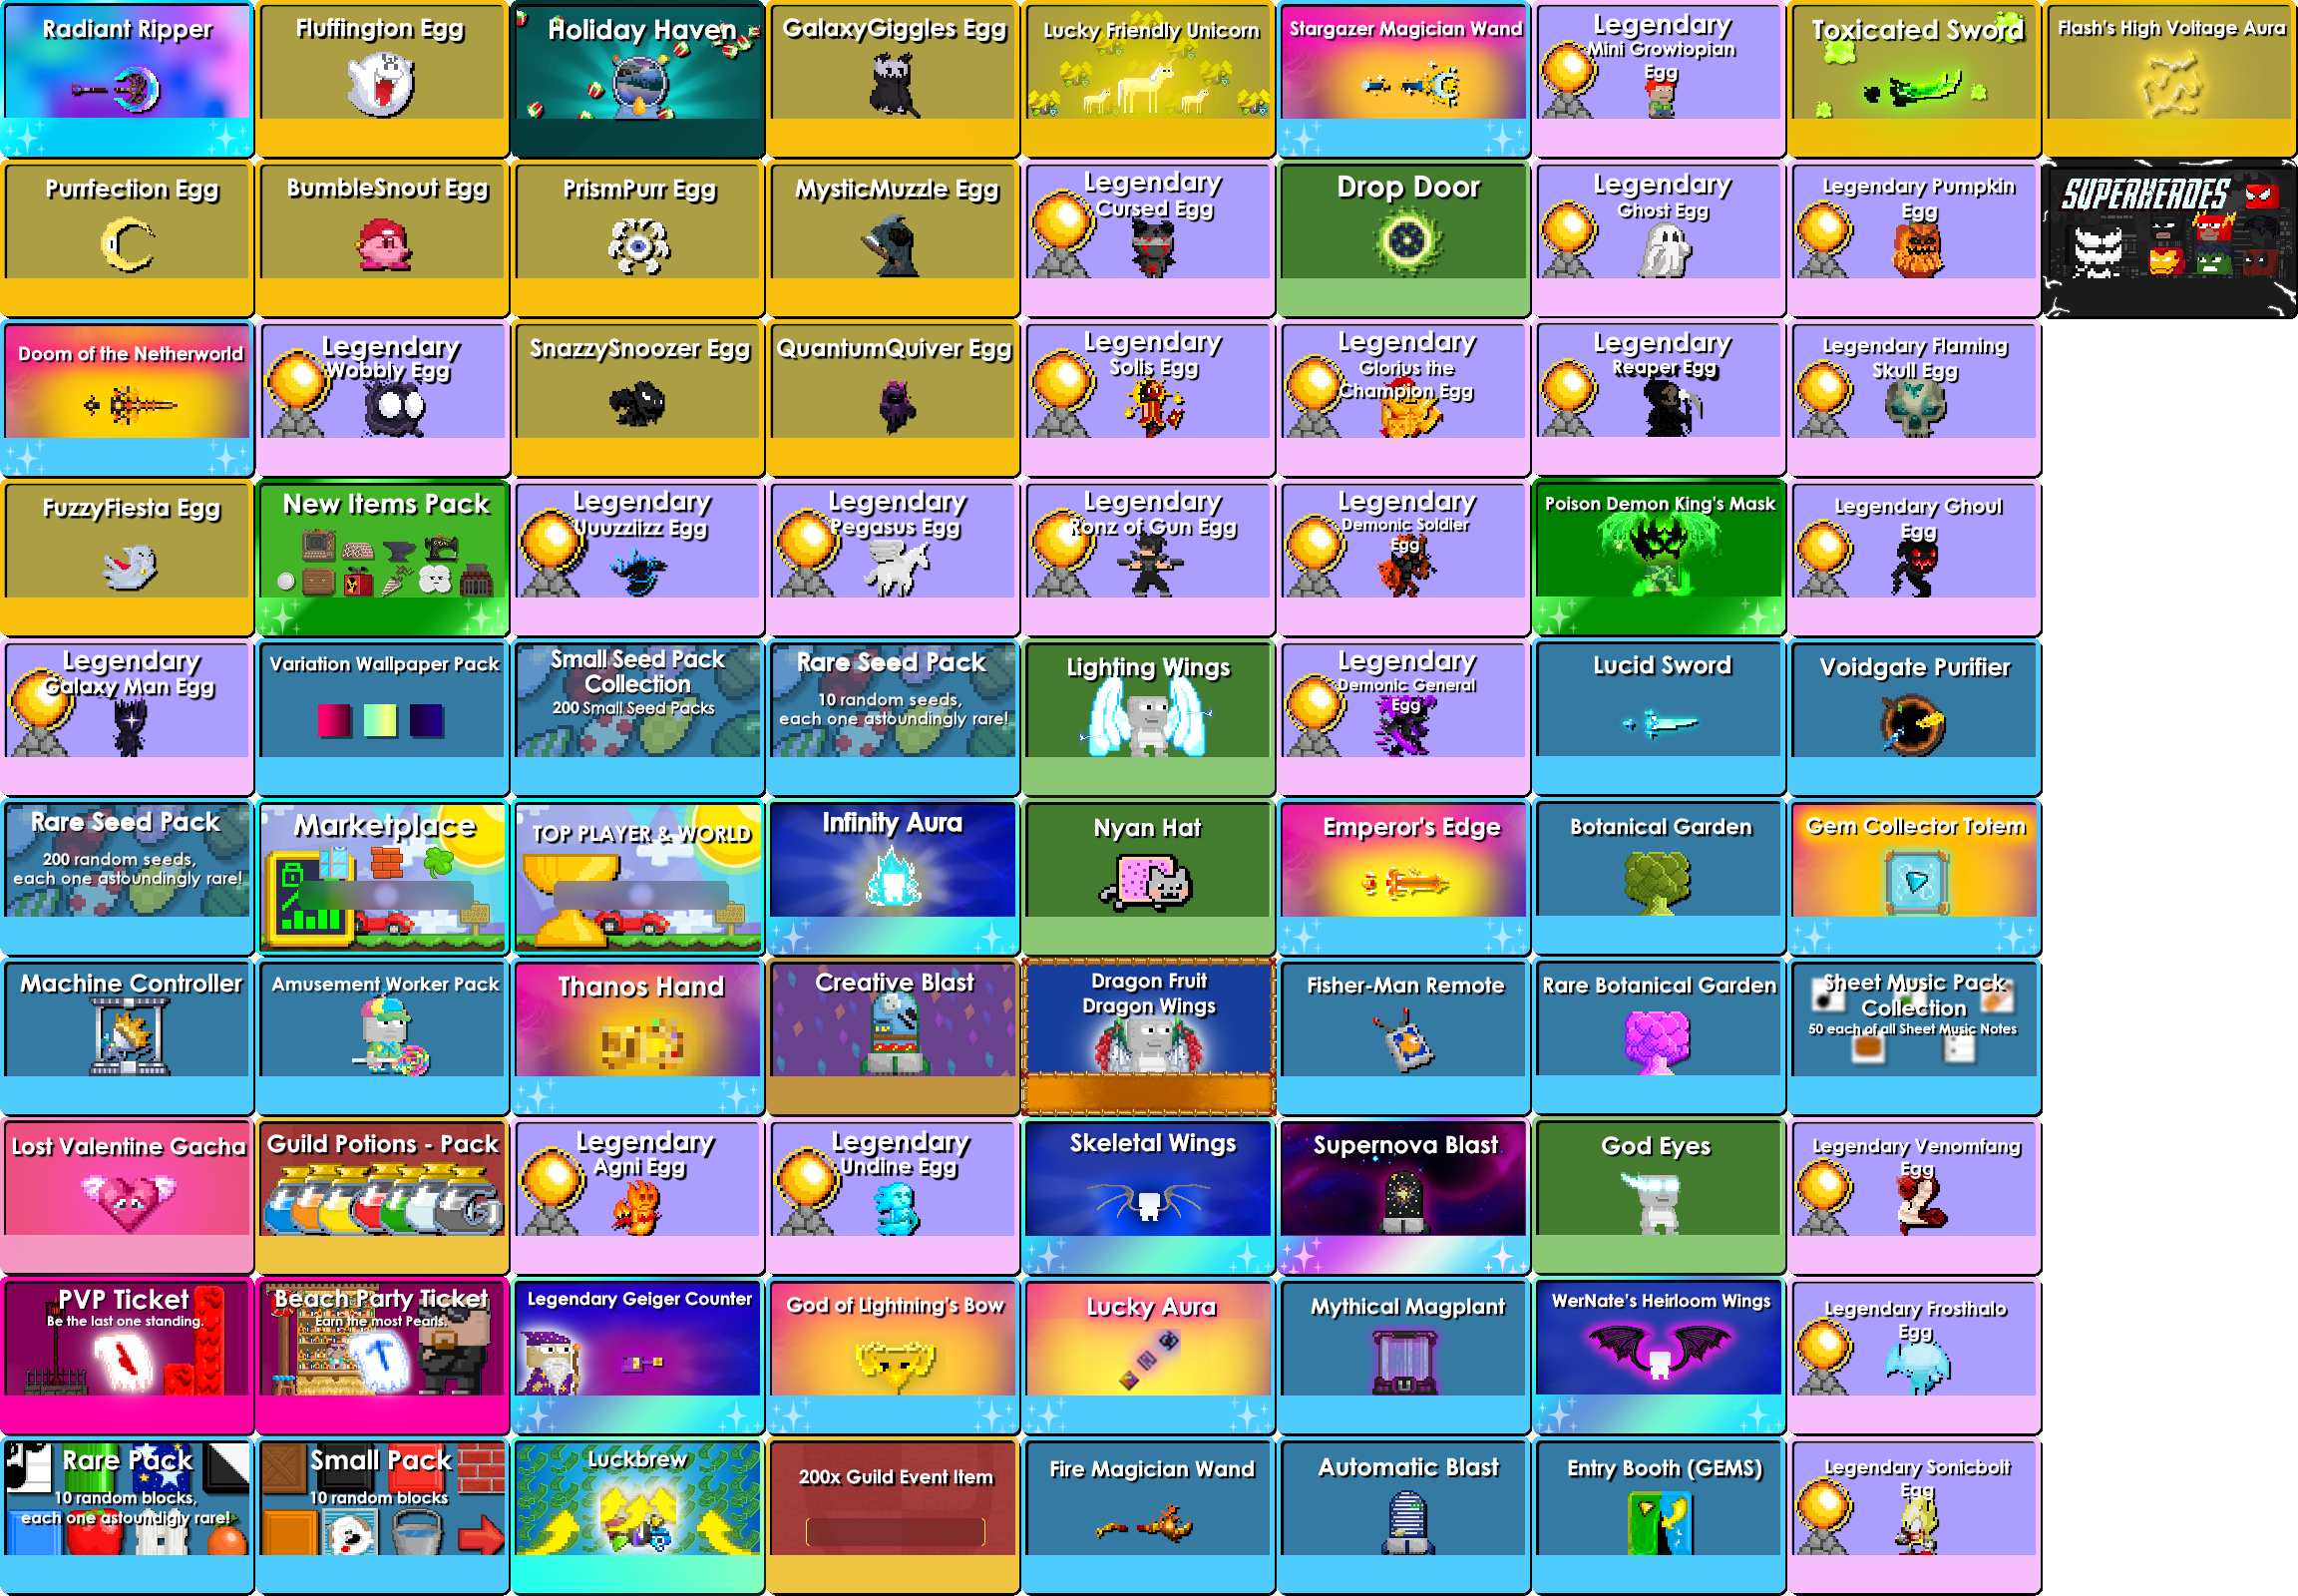 Radiant Ripper
Fluffington Egg
Holiday Haven
GalaxyGiggles Egg
Lucky Friendly Unicorn
Stargazer Magician Wand
Legendary
Mini Growtopian
Egg
Toxicated Sword
Flash's High Voltage Aura
Purrfection Egg
BumbleSnout Egg
PrismPurr Egg
MysticMuzzle Egg
Legendary
Cursed Egg
Drop Door
Legendary
Ghost Egg
Legendary Pumpkin
Egg
SUPERHEROES
Doom of the Netherworld
Legendary
Wobbly Egg
SnazzySnoozer Egg
QuantumQuiver Egg
Legendary
Solis Egg
Legendary
Glorius the
Champion Egg
Legendary
Reaper Egg
Legendary Flaming
Skull Egg
FuzzyFiesta Egg
New Items Pack
Legendary
Uuuzziizz Egg
Legendary
Pegasus Egg
Legendary
Ronz of Gun Egg
Legendary
Demonic Soldier
Egg
Poison Demon King's Mask
Legendary Ghoul
Egg
Legendary
Galaxy Man Egg
Variation Wallpaper Pack
Small Seed Pack
Collection
200 Small Seed Packs
Rare Seed Pack
10 random seeds,
each one astoundingly rare!
Lighting Wings
Legendary
Demonic General
Egg
Lucid Sword
Voidgate Purifier
Rare Seed Pack
200 random seeds,
each one astoundingly rare!
Marketplace
TOP PLAYER & WORLD
Infinity Aura
Nyan Hat
Emperor's Edge
Botanical Garden
Gem Collector Totem
Machine Controller
Amusement Worker Pack
Thanos Hand
Creative Blast
Dragon Fruit
Dragon Wings
Fisher-Man Remote
Rare Botanical Garden
Sheet Music Pack
Collection
50 each of all Sheet Music Notes
Lost Valentine Gacha
Guild Potions - Pack
Legendary
Agni Egg
Legendary
Undine Egg
Skeletal Wings
Supernova Blast
God Eyes
Legendary Venomfang
Egg
PVP Ticket
Be the last one standing.
Beach Party Ticket
Earn the most Pearls.
Legendary Geiger Counter
God of Lightning's Bow
Lucky Aura
Mythical Magplant
WerNate's Heirloom Wings
Legendary Frosthalo
Egg
Rare Pack
10 random blocks,
each one astoundigly rare!
Small Pack
10 random blocks
Luckbrew
200x Guild Event Item
Fire Magician Wand
Automatic Blast
Entry Booth (GEMS)
Legendary Sonicbolt
Egg